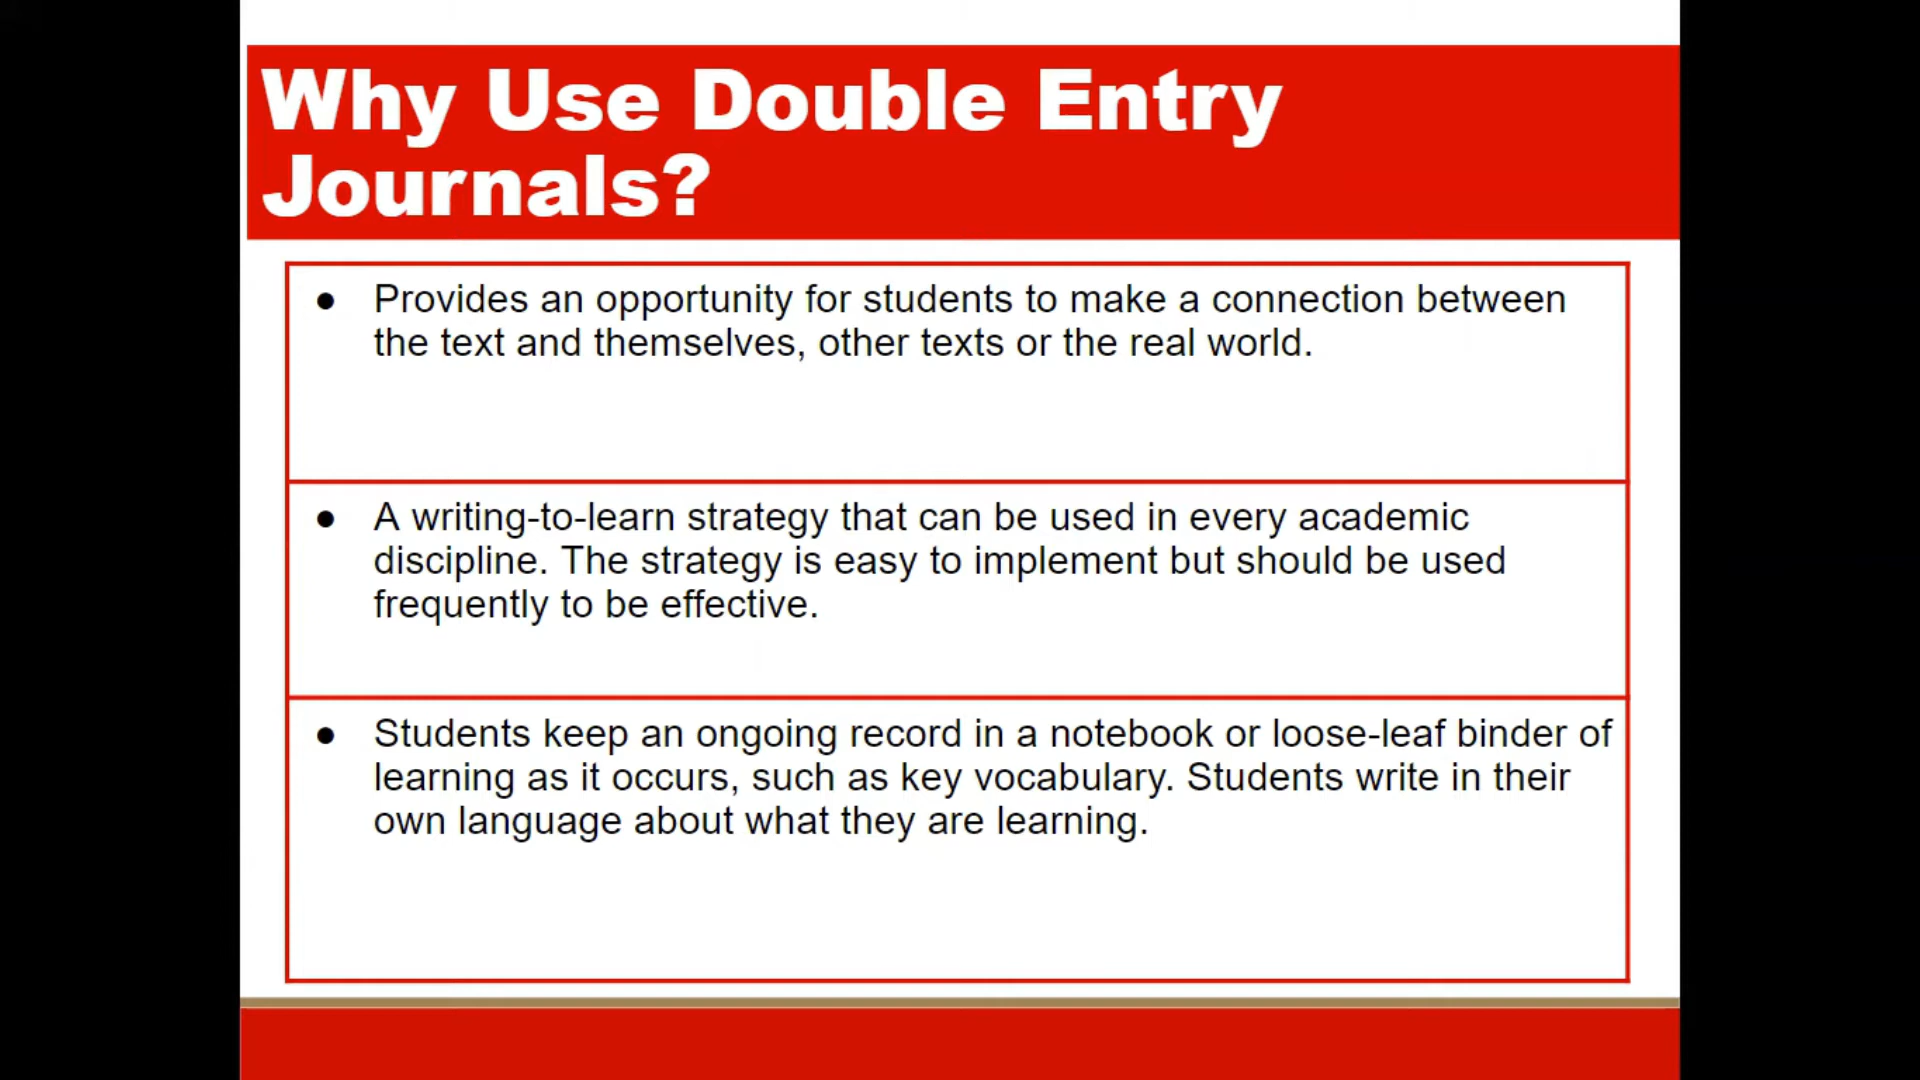 Why Use Double Entry
Journals?
● Provides an opportunity for students to make a connection between
the text and themselves, other texts or the real world.
● A writing-to-learn strategy that can be used in every academic
discipline. The strategy is easy to implement but should be used
frequently to be effective.
● Students keep an ongoing record in a notebook or loose-leaf binder of
learning as it occurs, such as key vocabulary. Students write in their
own language about what they are learning.